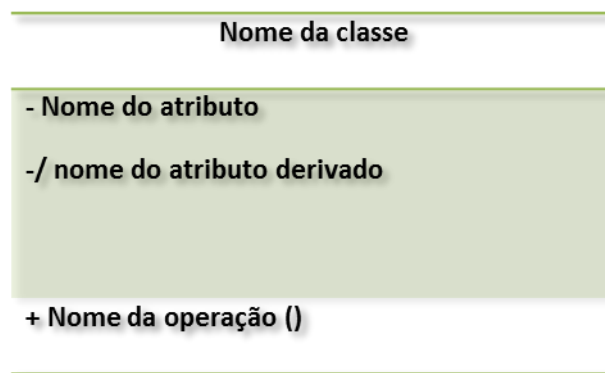 Nome da classe
- Nome do atributo
-/ nome do atributo derivado
+ Nome da operação ()